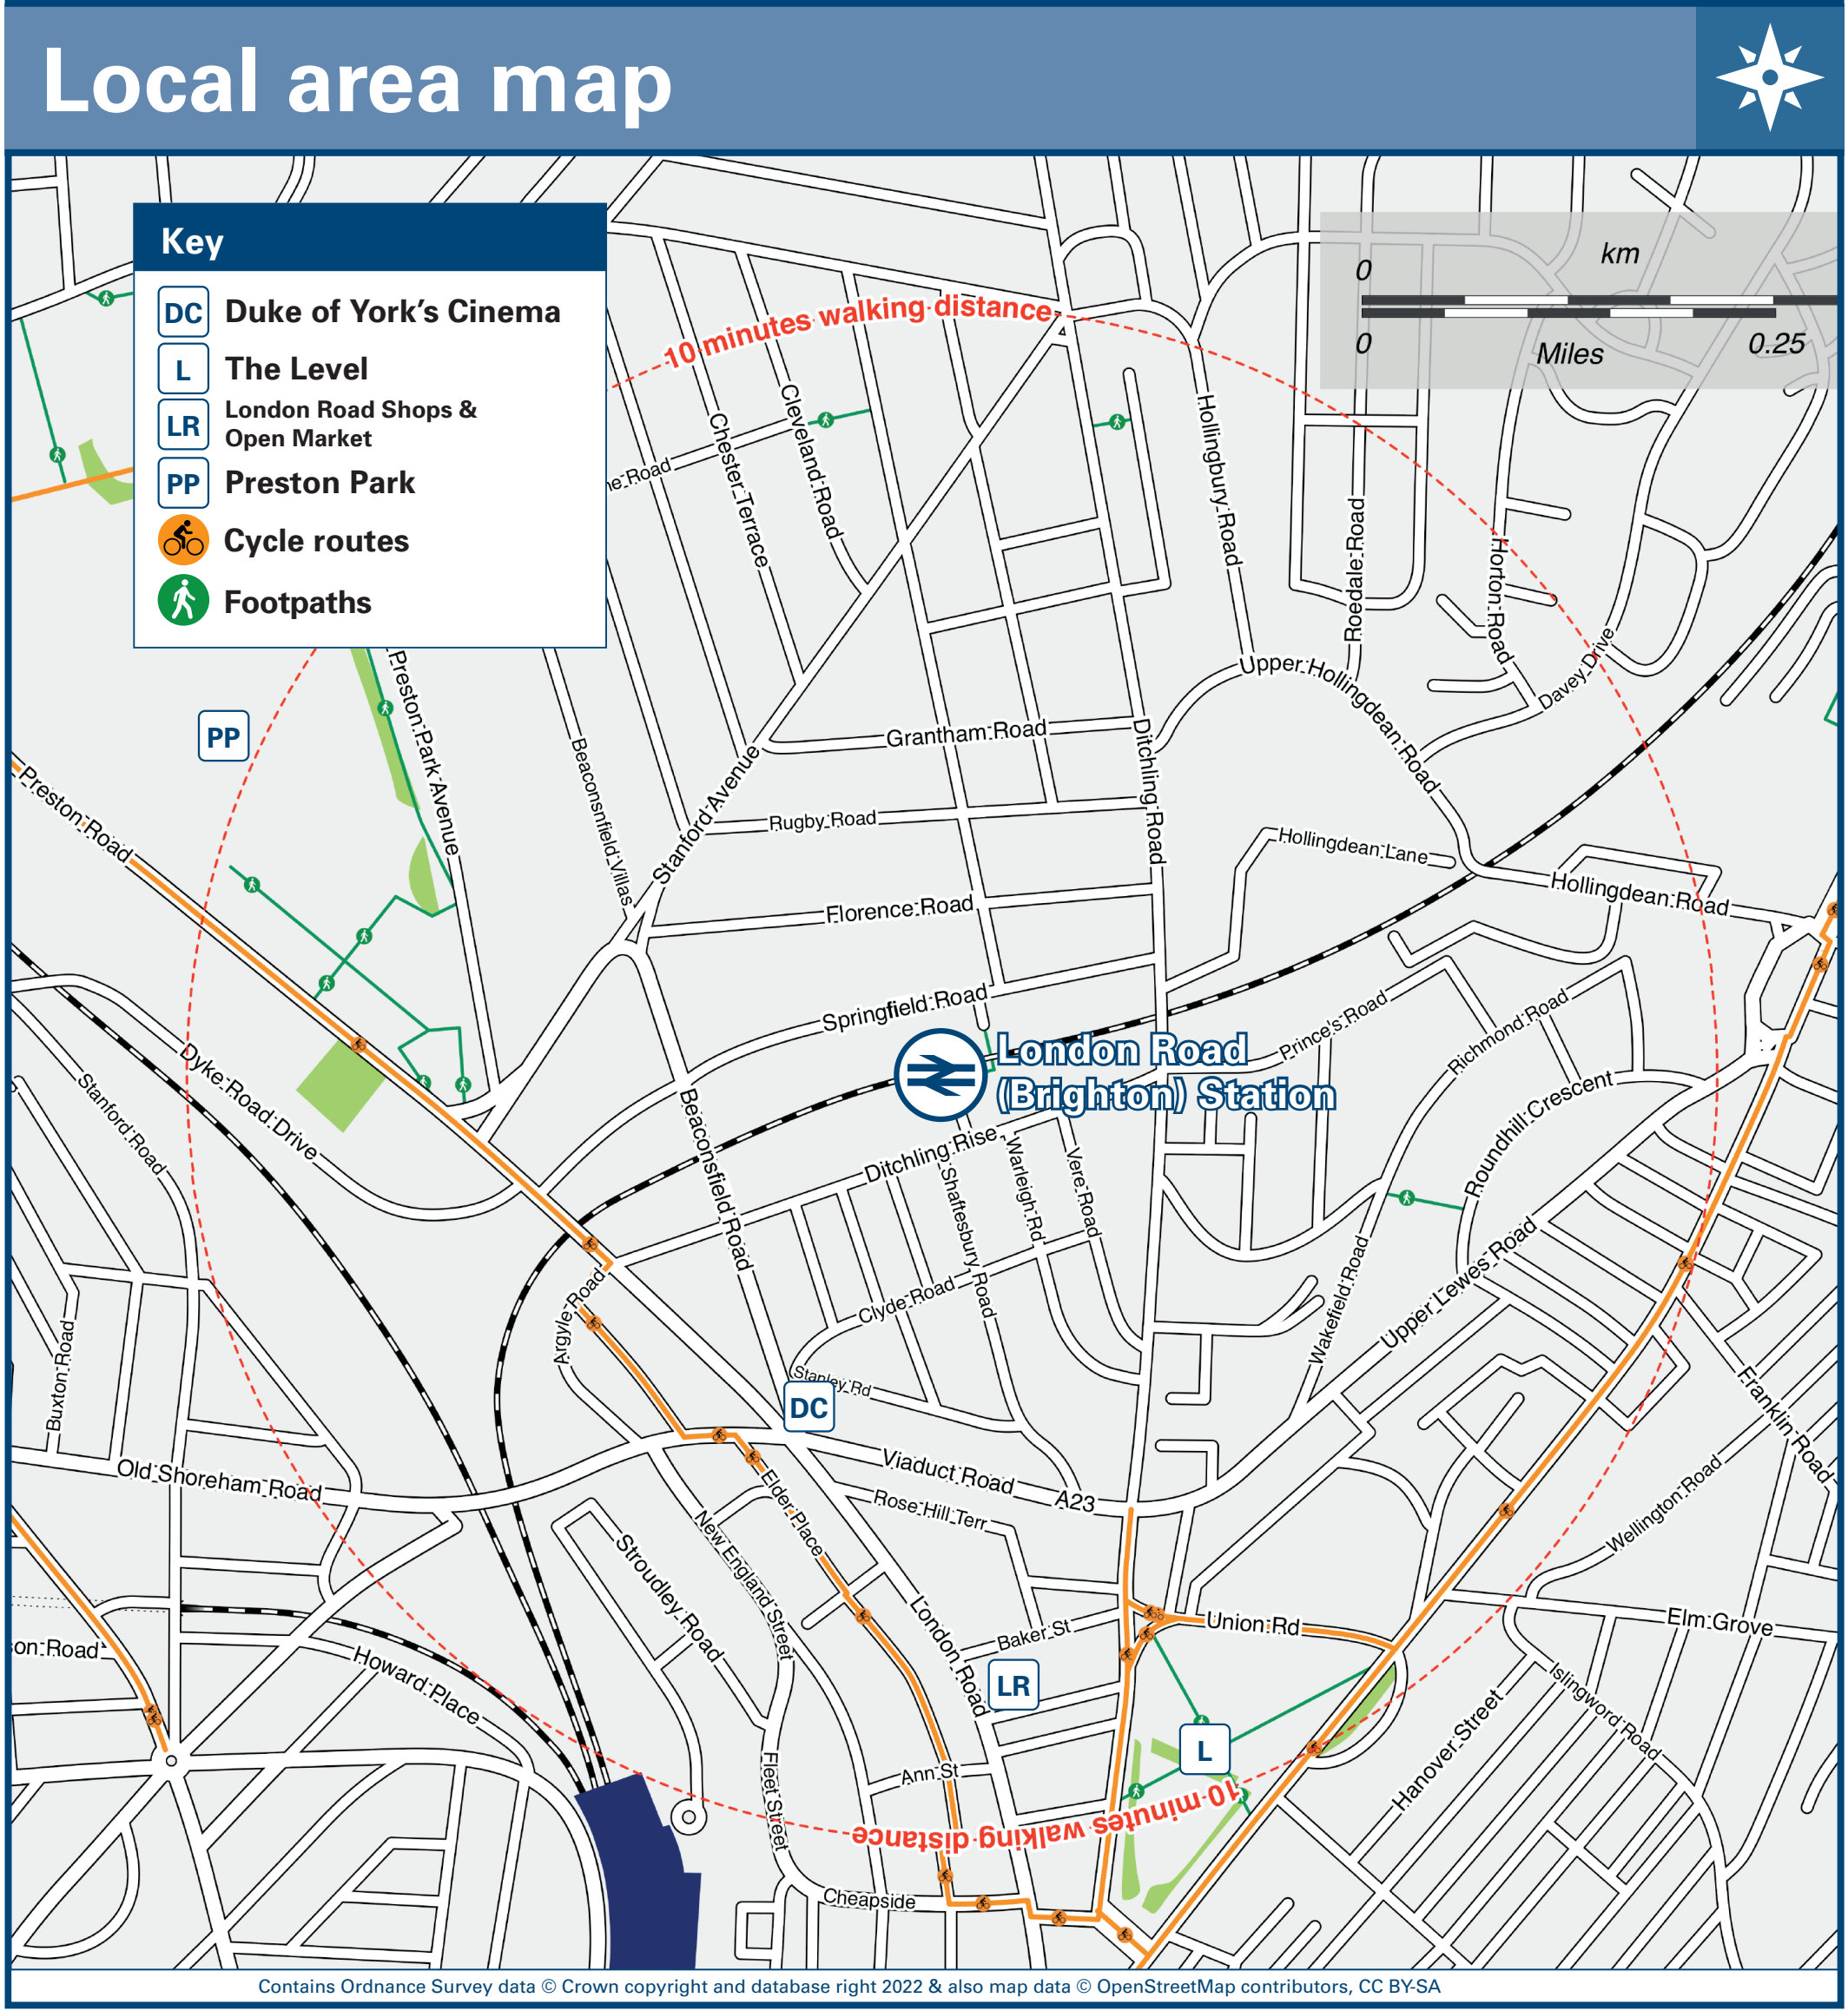 Local area map
Key
DC Duke of York's Cinema
L The Level
LR London Road Shops &
Open Market
PP Preston Park
Cycle routes
Footpaths
km
0
0
Miles
0.25
10 minutes walking distance
Cleveland Road
Chester Terrace
Hollingbury Road
Roedale Road
Horton Road
Davey Drive
Upper Hollingdean Road
PP
Preston Park Avenue
Preston Road
Beaconsfield Villas
Stanford Avenue
Grantham Road
Ditchling Road
Rugby Road
Hollingdean Lane
Hollingdean Road
Florence Road
Springfield Road
London Road
(Brighton) Station
Prince's Road
Richmond Road
Roundhill Crescent
Dyke Road Drive
Stanford Road
Beaconsfield Road
Ditchling Rise
Warleigh Rd
Vere Road
Shaftesbury Road
Clyde Road
Argyle Road
Stanley Rd
DC
Wakefield Road
Upper Lewes Road
Buxton Road
Old Shoreham Road
Viaduct Road
A23
Rose Hill Terr
Elder Place
New England Street
Stroudley Road
Franklin Road
Wellington Road
Elm Grove
Union Rd
Baker St
London Road
LR
L
son Road
Howard Place
Islingword Road
Hanover Street
Ann St
Fleet Street
10 minutes walking distance
Cheapside
Contains Ordnance Survey data © Crown copyright and database right 2022 & also map data © OpenStreetMap contributors, CC BY-SA